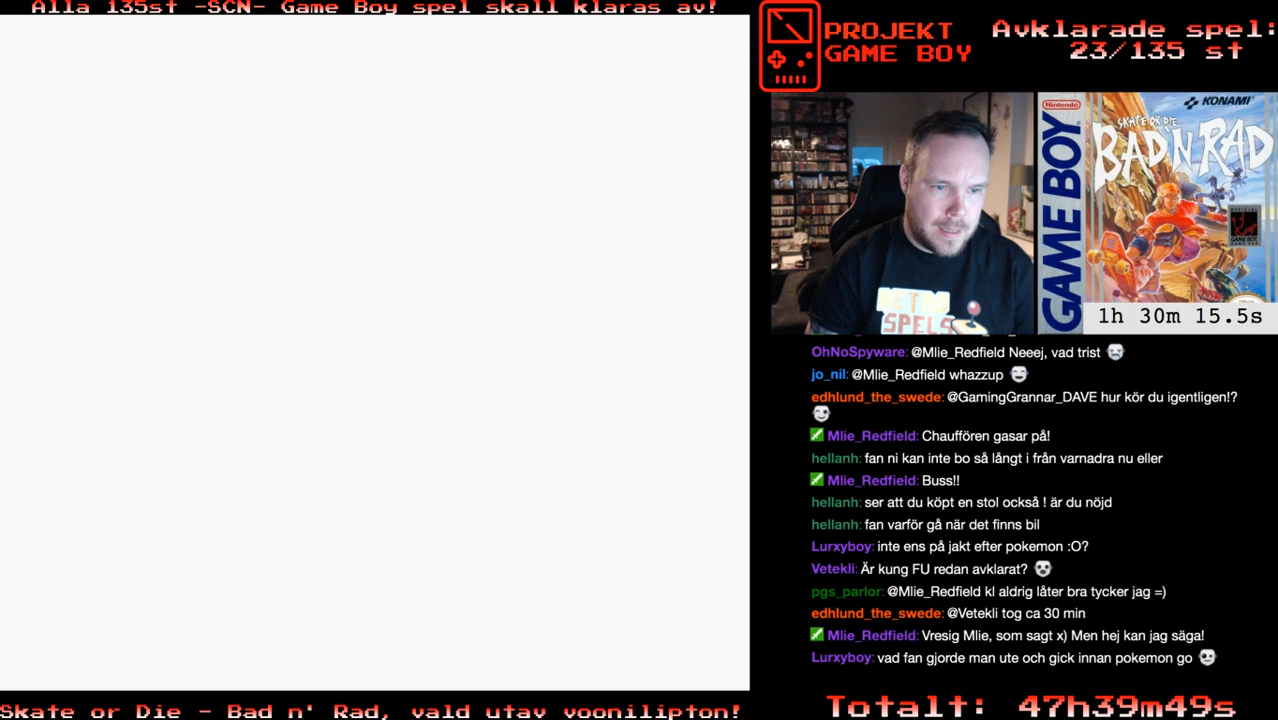 Alla 135st -SCN- Game Boy spel skall klaras av!
PROJEKT
GAME BOY
Avklarade spel:
23/135 st
Nintendo
GAME BOY
KONAMI
SKATE OR DIE
BAD 'N RAD
RETRO
SPELS
1h 30m 15.5s
OhNoSpyware: @Mlie_Redfield Neeej, vad trist
jo_nil: @Mlie_Redfield whazzup
edhlund_the_swede: @GamingGrannar_DAVE hur kör du igentligen!?
Mlie_Redfield: Chauffören gasar på!
hellanh: fan ni kan inte bo så långt i från varnadra nu eller
Mlie_Redfield: Buss!!
hellanh: ser att du köpt en stol också ! är du nöjd
hellanh: fan varför gå när det finns bil
Lurxyboy: inte ens på jakt efter pokemon :O?
Vetekli: Är kung FU redan avklarat?
pgs_parlor: @Mlie_Redfield kl aldrig låter bra tycker jag =)
edhlund_the_swede: @Vetekli tog ca 30 min
Mlie_Redfield: Vresig Mlie, som sagt x) Men hej kan jag säga!
Lurxyboy: vad fan gjorde man ute och gick innan pokemon go
Skate or Die - Bad n' Rad, vald utav voonilipton!
Totalt: 47h39m49s